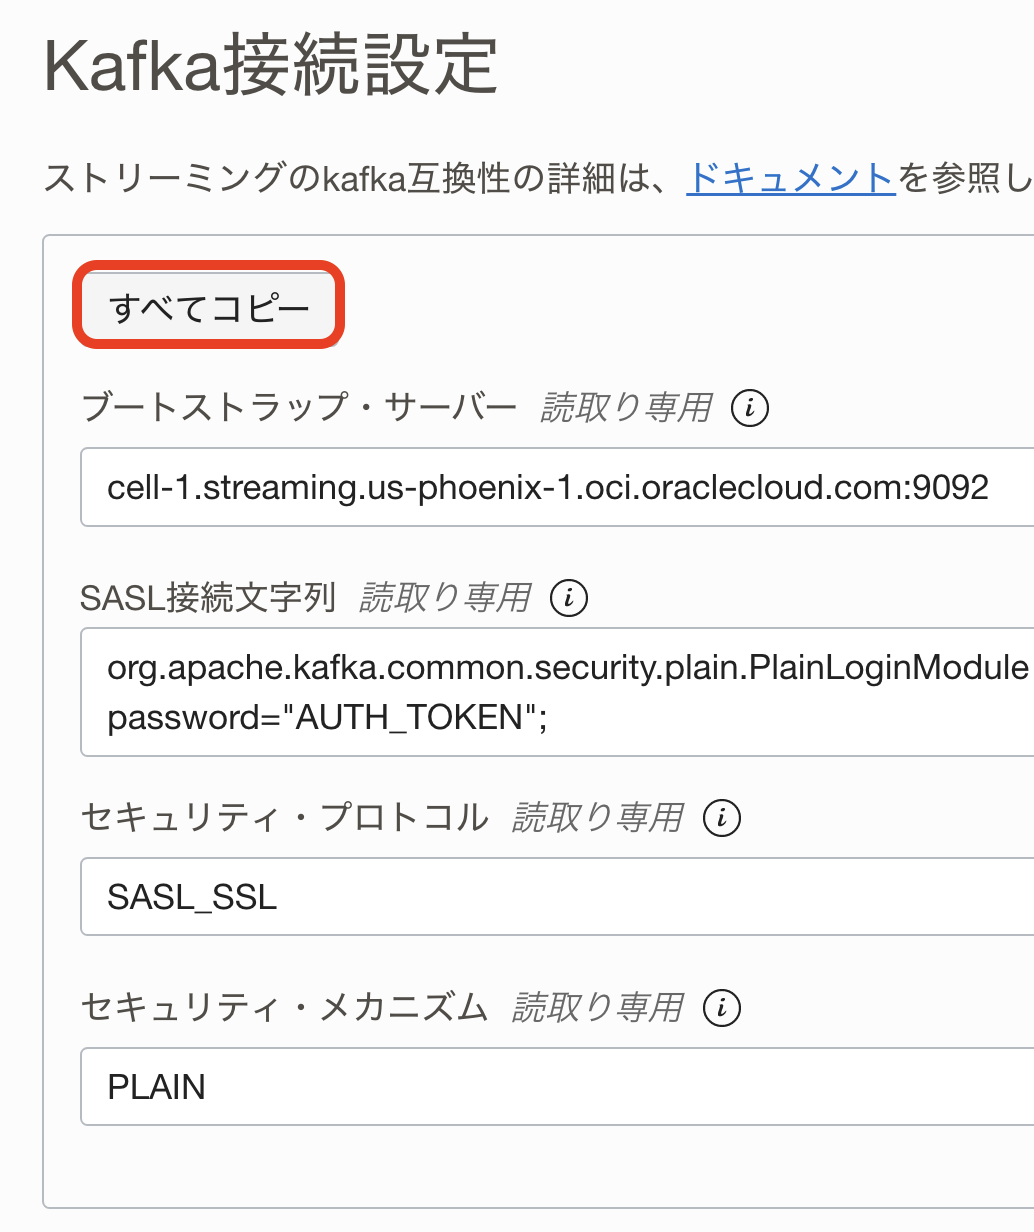 Kafka接続設定
ストリーミングのkafka互換性の詳細は、ドキュメントを参照し
すべてコピー
ブートストラップ・サーバー 読取り専用
cell-1.streaming.us-phoenix-1.oci.oraclecloud.com:9092
SASL接続文字列 読取り専用
org.apache.kafka.common.security.plain.PlainLoginModule
password="AUTH_TOKEN";
セキュリティ・プロトコル 読取り専用
SASL_SSL
セキュリティ・メカニズム 読取り専用
PLAIN